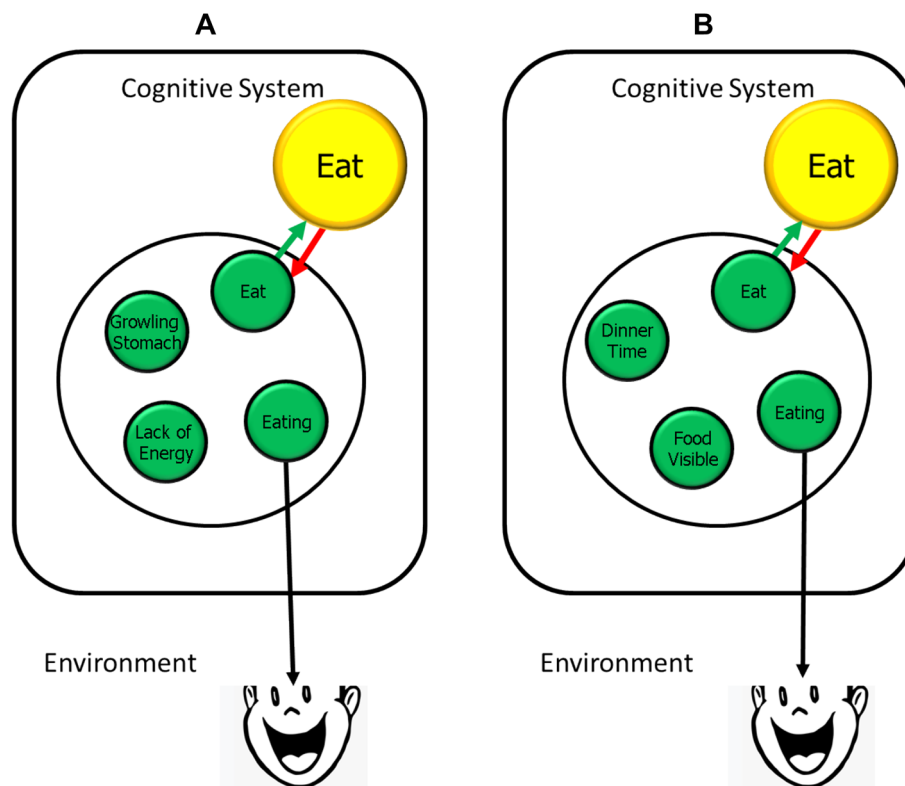 A
Cognitive System
Eat
Eat
Growling
Stomach
Lack of
Energy
Eating
Environment
B
Cognitive System
Eat
Eat
Dinner
Time
Food
Visible
Eating
Environment